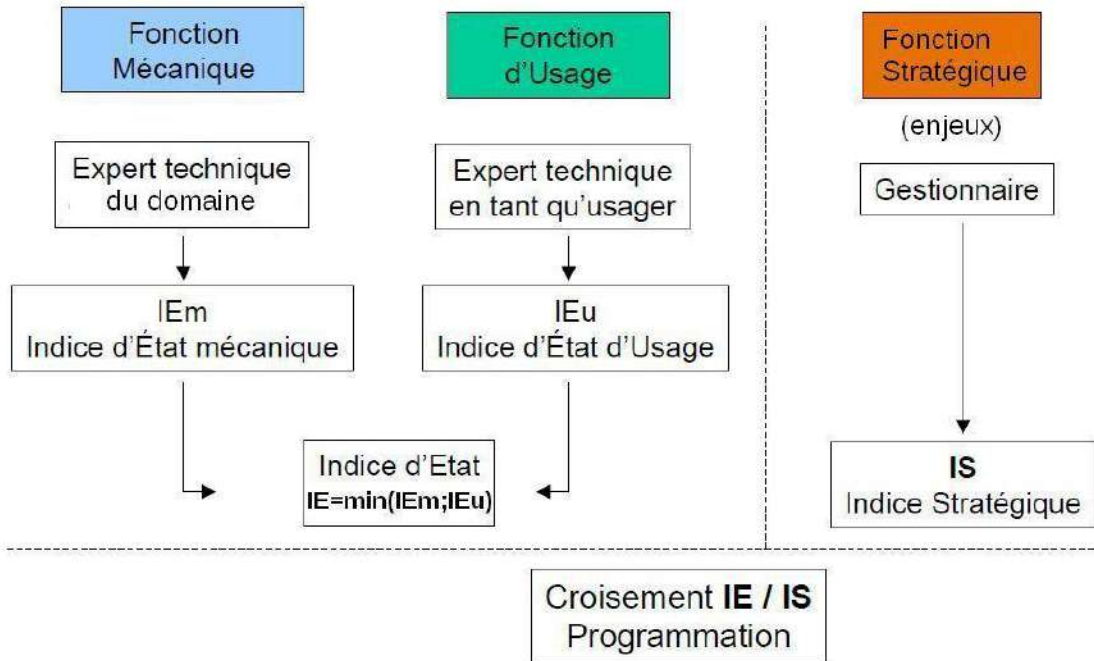 Fonction
Mécanique
Fonction
d'Usage
Fonction
Stratégique
(enjeux)
Expert technique
du domaine
Expert technique
en tant qu'usager
Gestionnaire
IEm
Indice d'État mécanique
IEu
Indice d'État d'Usage
Indice d'Etat
IE=min(IEm;IEu)
IS
Indice Stratégique
Croisement IE / IS
Programmation